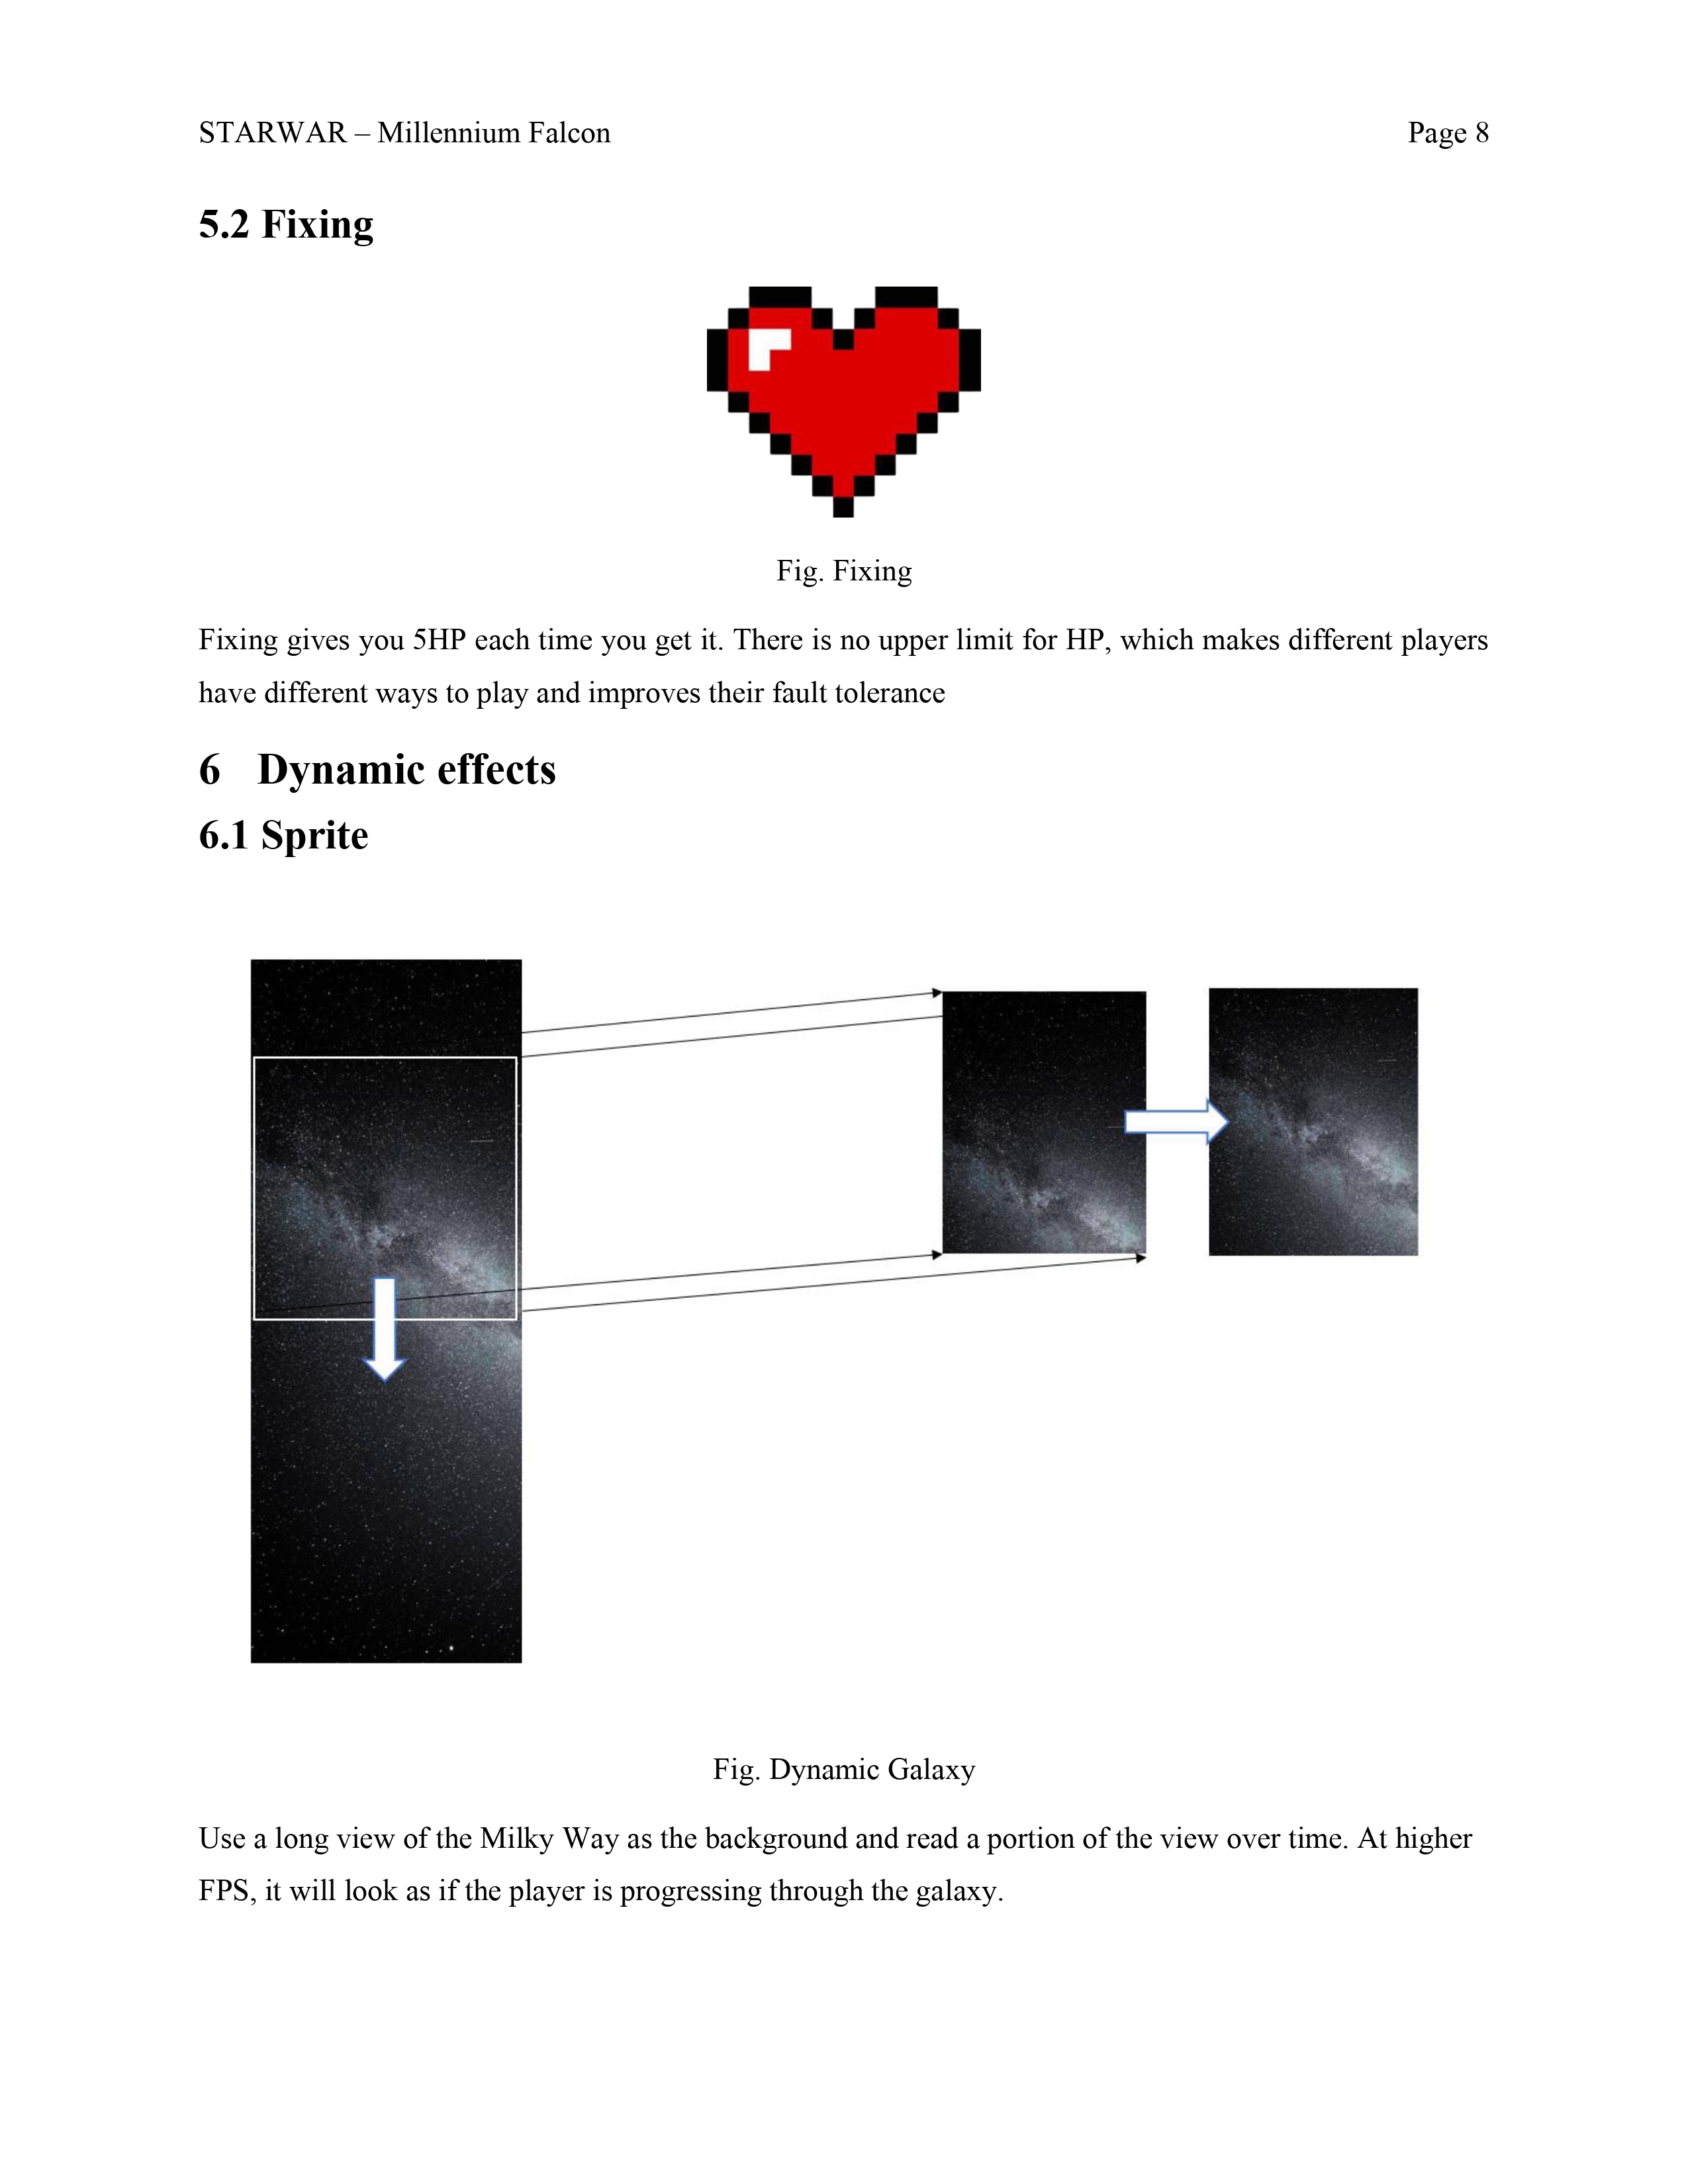 STARWAR – Millennium Falcon Page 8
5.2 Fixing
Fig. Fixing
Fixing gives you 5HP each time you get it. There is no upper limit for HP, which makes different players
have different ways to play and improves their fault tolerance
6 Dynamic effects
6.1 Sprite
Fig. Dynamic Galaxy
Use a long view of the Milky Way as the background and read a portion of the view over time. At higher
FPS, it will look as if the player is progressing through the galaxy.